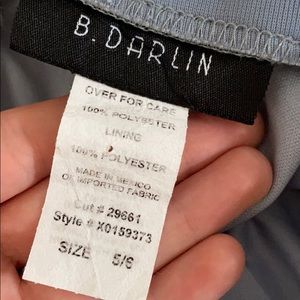 B. DARLIN
OVER FOR CARE
100% POLYESTER
LINING
100% POLYESTER
MADE IN MEXICO
OF IMPORTED FABRIC
Cut # 29661
Style # X0159373
SIZE 5/6